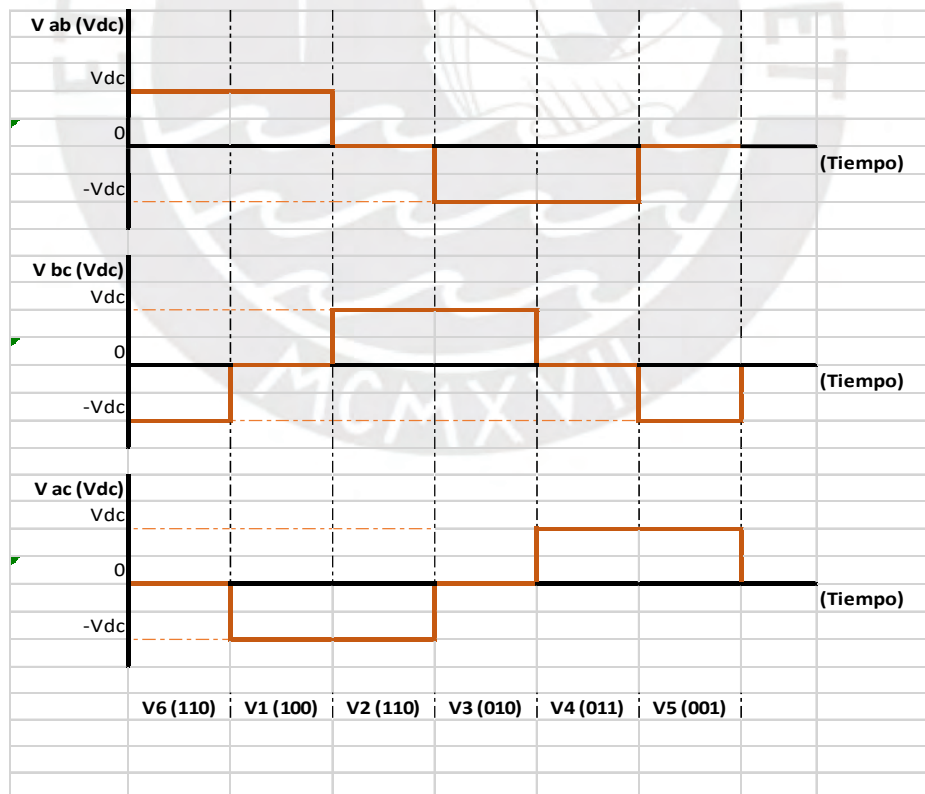 V ab (Vdc)
Vdc
0
-Vdc
(Tiempo)
V bc (Vdc)
Vdc
0
-Vdc
(Tiempo)
MCMXVII
V ac (Vdc)
Vdc
0
-Vdc
(Tiempo)
V6 (110) V1 (100) V2 (110) V3 (010) V4 (011) V5 (001)